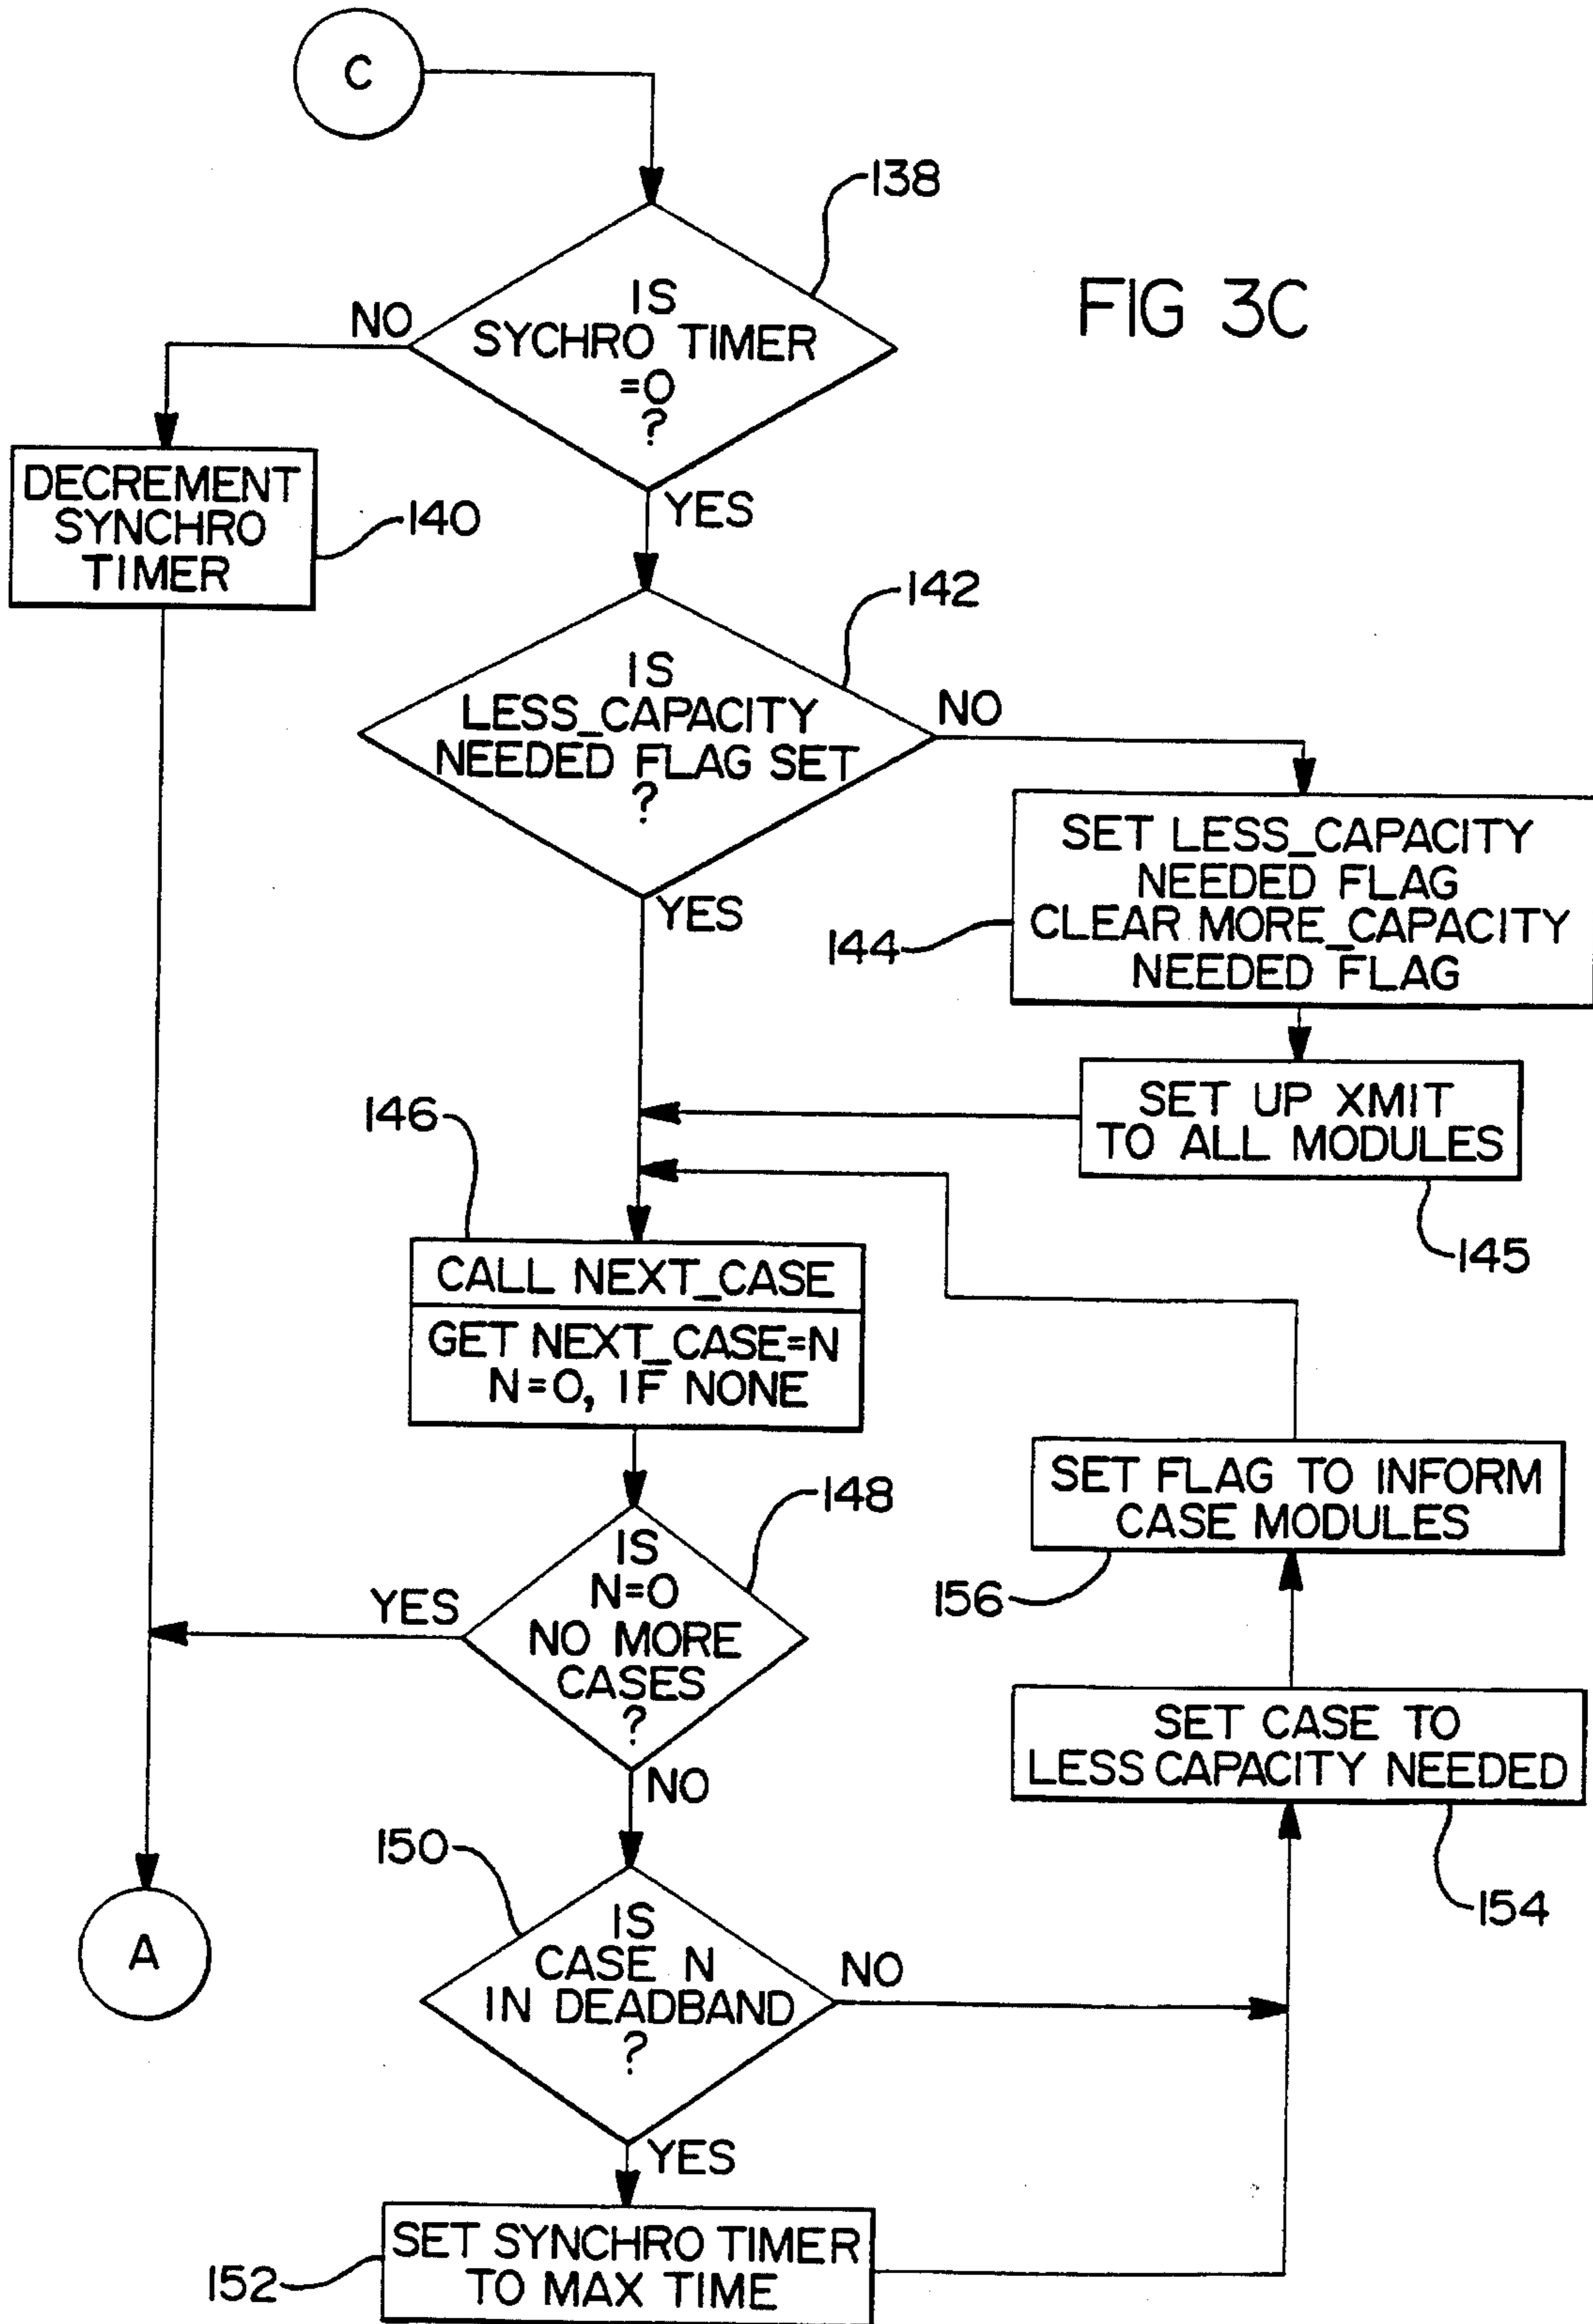 C
138
FIG 3C
IS
SYCHRO TIMER
=0
?
NO
YES
DECREMENT
SYNCHRO
TIMER
140
142
IS
LESS_CAPACITY
NEEDED FLAG SET
?
NO
YES
SET LESS_CAPACITY
NEEDED FLAG
CLEAR MORE_CAPACITY
NEEDED FLAG
144
SET UP XMIT
TO ALL MODULES
145
146
CALL NEXT_CASE
GET NEXT_CASE=N
N=0, IF NONE
148
IS
N=0
NO MORE
CASES
?
YES
NO
SET FLAG TO INFORM
CASE MODULES
156
SET CASE TO
LESS CAPACITY NEEDED
154
150
IS
CASE N
IN DEADBAND
?
NO
YES
A
SET SYNCHRO TIMER
TO MAX TIME
152